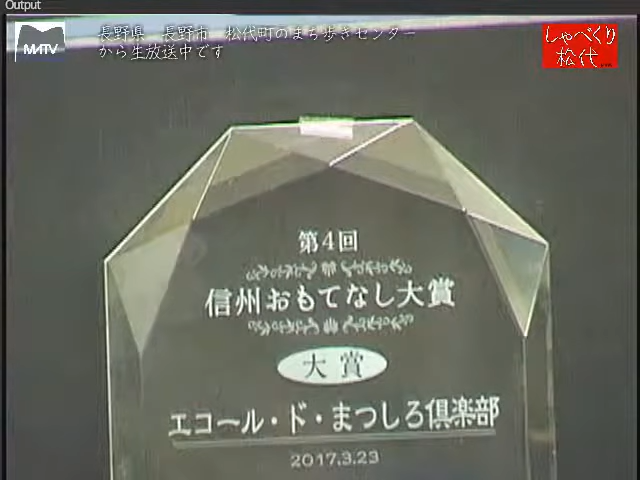 Output
MATV
長野県　長野市　松代町のまち歩きセンター
から生放送中です
しゃべくり
松代
第4回
信州おもてなし大賞
大賞
エコール・ド・まつしろ倶楽部
2017.3.23